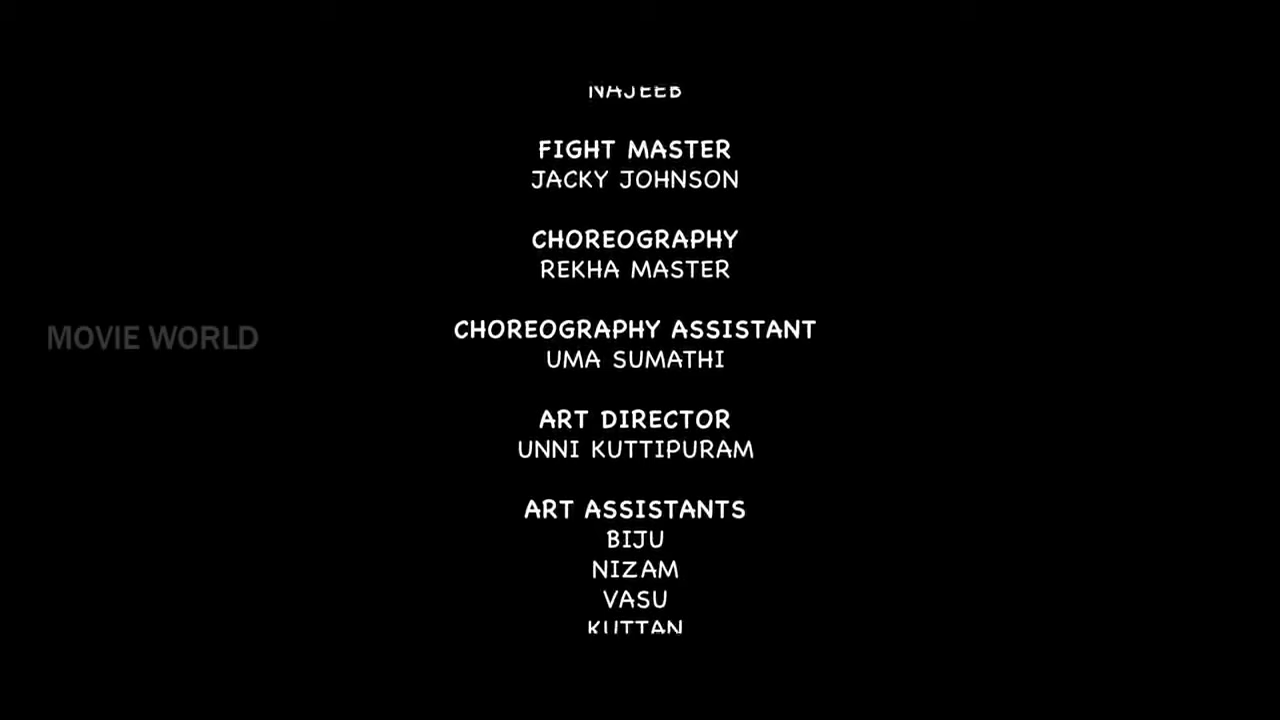 NAJEEB
FIGHT MASTER
JACKY JOHNSON
CHOREOGRAPHY
REKHA MASTER
MOVIE WORLD
CHOREOGRAPHY ASSISTANT
UMA SUMATHI
ART DIRECTOR
UNNI KUTTIPURAM
ART ASSISTANTS
BIJU
NIZAM
VASU
KUTTAN